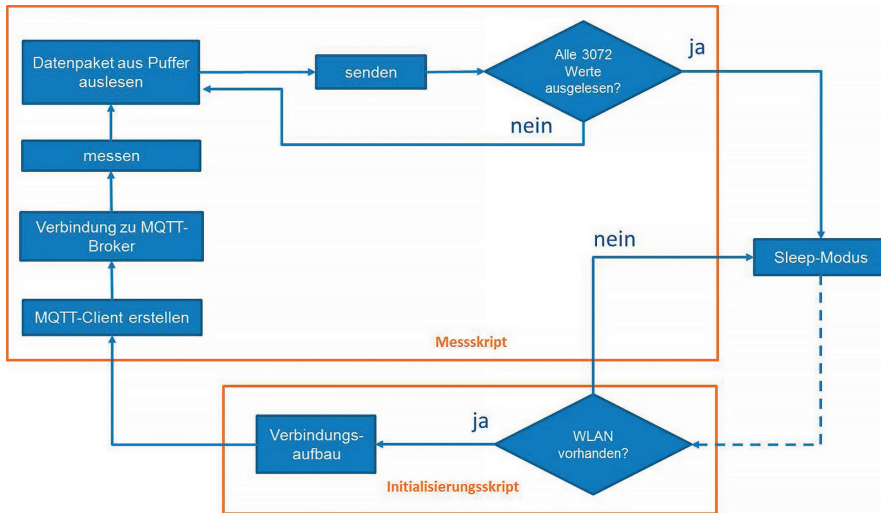 Datenpaket aus Puffer
auslesen
senden
Alle 3072
Werte
ausgelesen?
ja
nein
messen
Verbindung zu MQTT-
Broker
nein
Sleep-Modus
MQTT-Client erstellen
Messskript
Verbindungs-
aufbau
ja
WLAN
vorhanden?
Initialisierungsskript